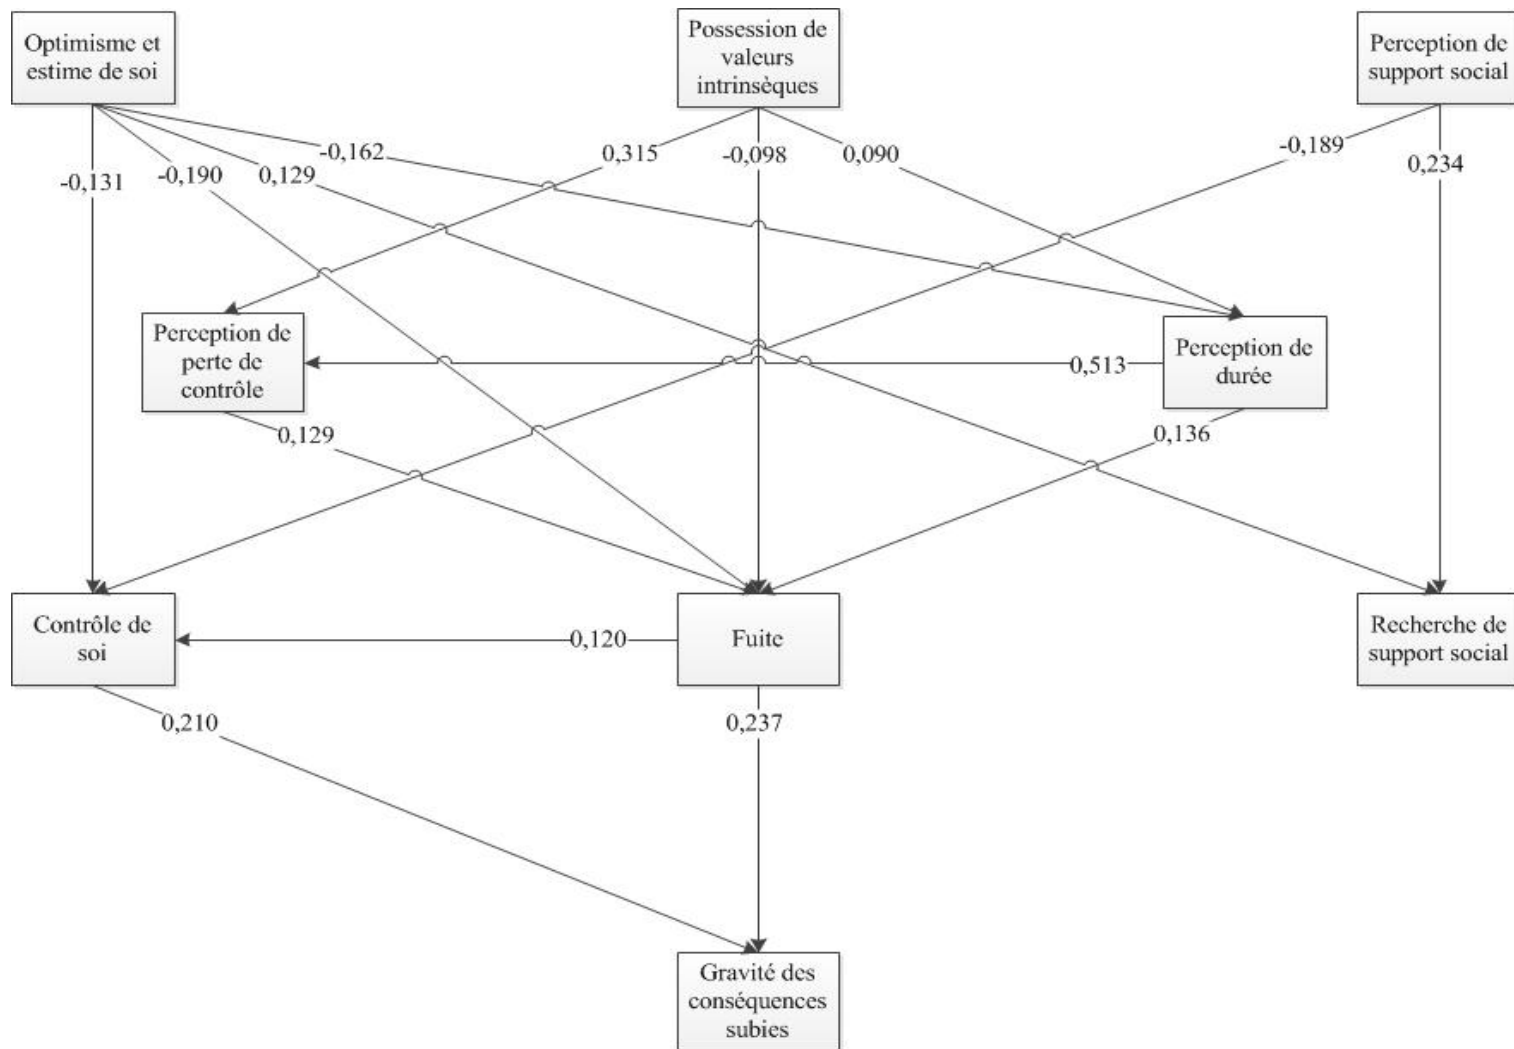 Optimisme et
estime de soi
Possession de
valeurs
intrinsèques
Perception de
support social
-0,162
0,315
-0,098
0,090
-0,189
-0,131
-0,190
0,129
0,234
Perception de
perte de
contrôle
Perception de
durée
0,513
0,129
0,136
Contrôle de
soi
0,120
Fuite
Recherche de
support social
0,210
0,237
Gravité des
conséquences
subies